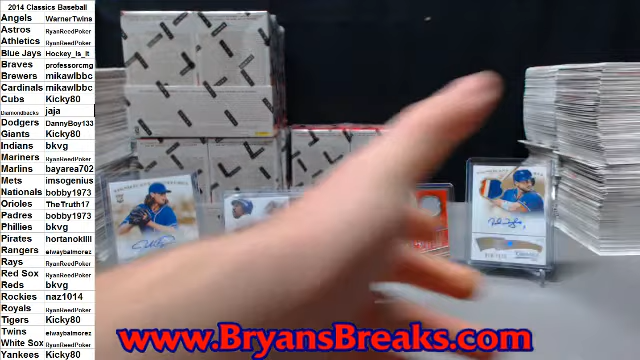 2014 Classics Baseball
Angels WarnerTwins
Astros RyanReedPoker
Athletics RyanReedPoker
Blue Jays Hockey_Is_It
Braves professorcmg
Brewers mikawlbbc
Cardinals mikawlbbc
Cubs Kicky80
Diamondbacks jaja
Dodgers DannyBoy133
Giants Kicky80
Indians bkvg
Mariners RyanReedPoker
Marlins bayarea702
Mets imsogenius
Nationals bobby1973
Orioles TheTruth17
Padres bobby1973
Phillies bkvg
Pirates hortankilll
Rangers elwaybalmorez
Rays RyanReedPoker
Red Sox RyanReedPoker
Reds bkvg
Rockies naz1014
Royals RyanReedPoker
Tigers Kicky80
Twins elwaybalmorez
White Sox RyanReedPoker
Yankees Kicky80
www.BryansBreaks.com